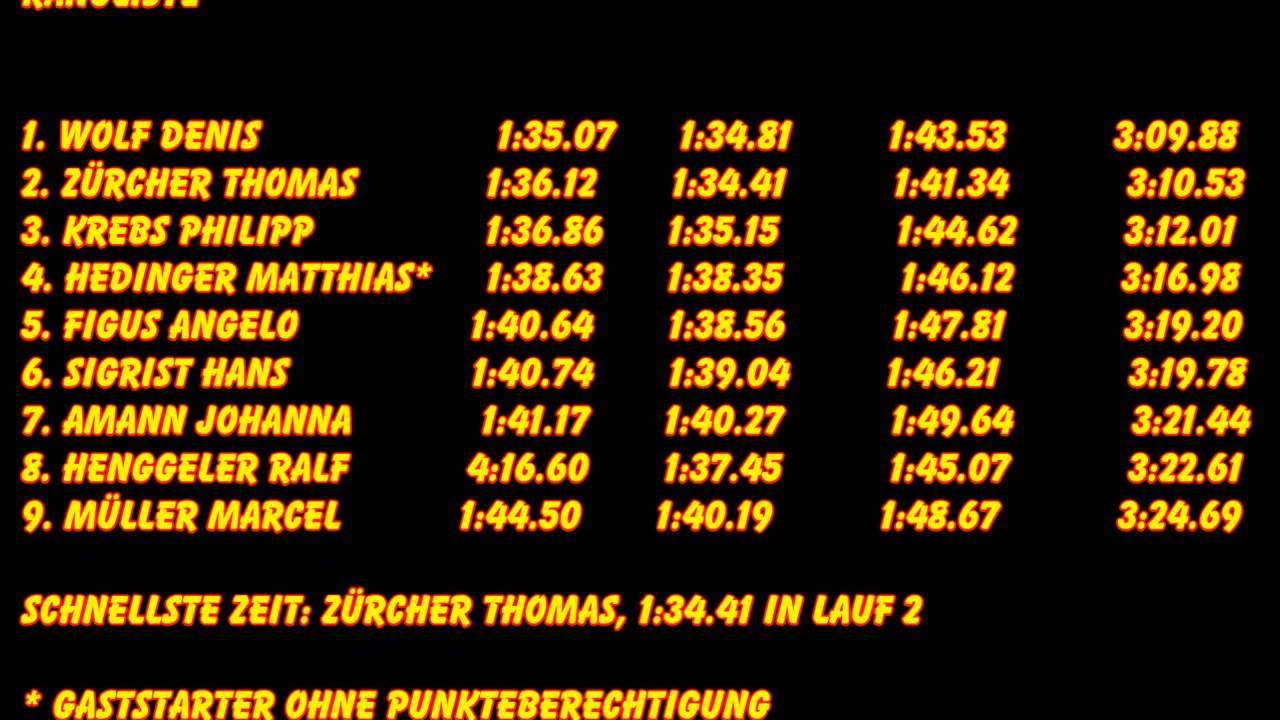 RANGLISTE
1. WOLF DENIS 1:35.07 1:34.81 1:43.53 3:09.88
2. ZÜRCHER THOMAS 1:36.12 1:34.41 1:41.34 3:10.53
3. KREBS PHILIPP 1:36.86 1:35.15 1:44.62 3:12.01
4. HEDINGER MATTHIAS* 1:38.63 1:38.35 1:46.12 3:16.98
5. FIGUS ANGELO 1:40.64 1:38.56 1:47.81 3:19.20
6. SIGRIST HANS 1:40.74 1:39.04 1:46.21 3:19.78
7. AMANN JOHANNA 1:41.17 1:40.27 1:49.64 3:21.44
8. HENGGELER RALF 4:16.60 1:37.45 1:45.07 3:22.61
9. MÜLLER MARCEL 1:44.50 1:40.19 1:48.67 3:24.69
SCHNELLSTE ZEIT: ZÜRCHER THOMAS, 1:34.41 IN LAUF 2
* GASTSTARTER OHNE PUNKTEBERECHTIGUNG